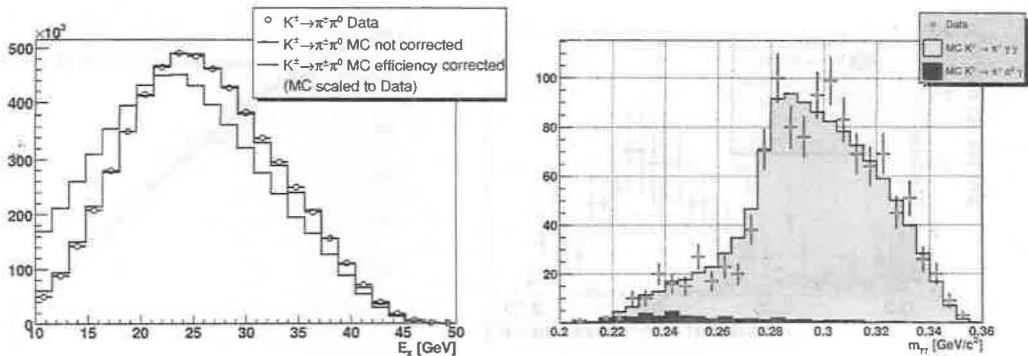 ×10³
500
400
300
200
100
0
10 15 20 25 30 35 40 45 50
Eπ [GeV]
K± → π±π⁰ Data
K± → π±π⁰ MC not corrected
K± → π±π⁰ MC efficiency corrected
(MC scaled to Data)
100
80
60
40
20
0.2 0.22 0.24 0.26 0.28 0.3 0.32 0.34 0.36
mγγ [GeV/c²]
Data
MC K⁺ → π⁺ γ γ
MC K⁺ → π⁺ π⁰ γ